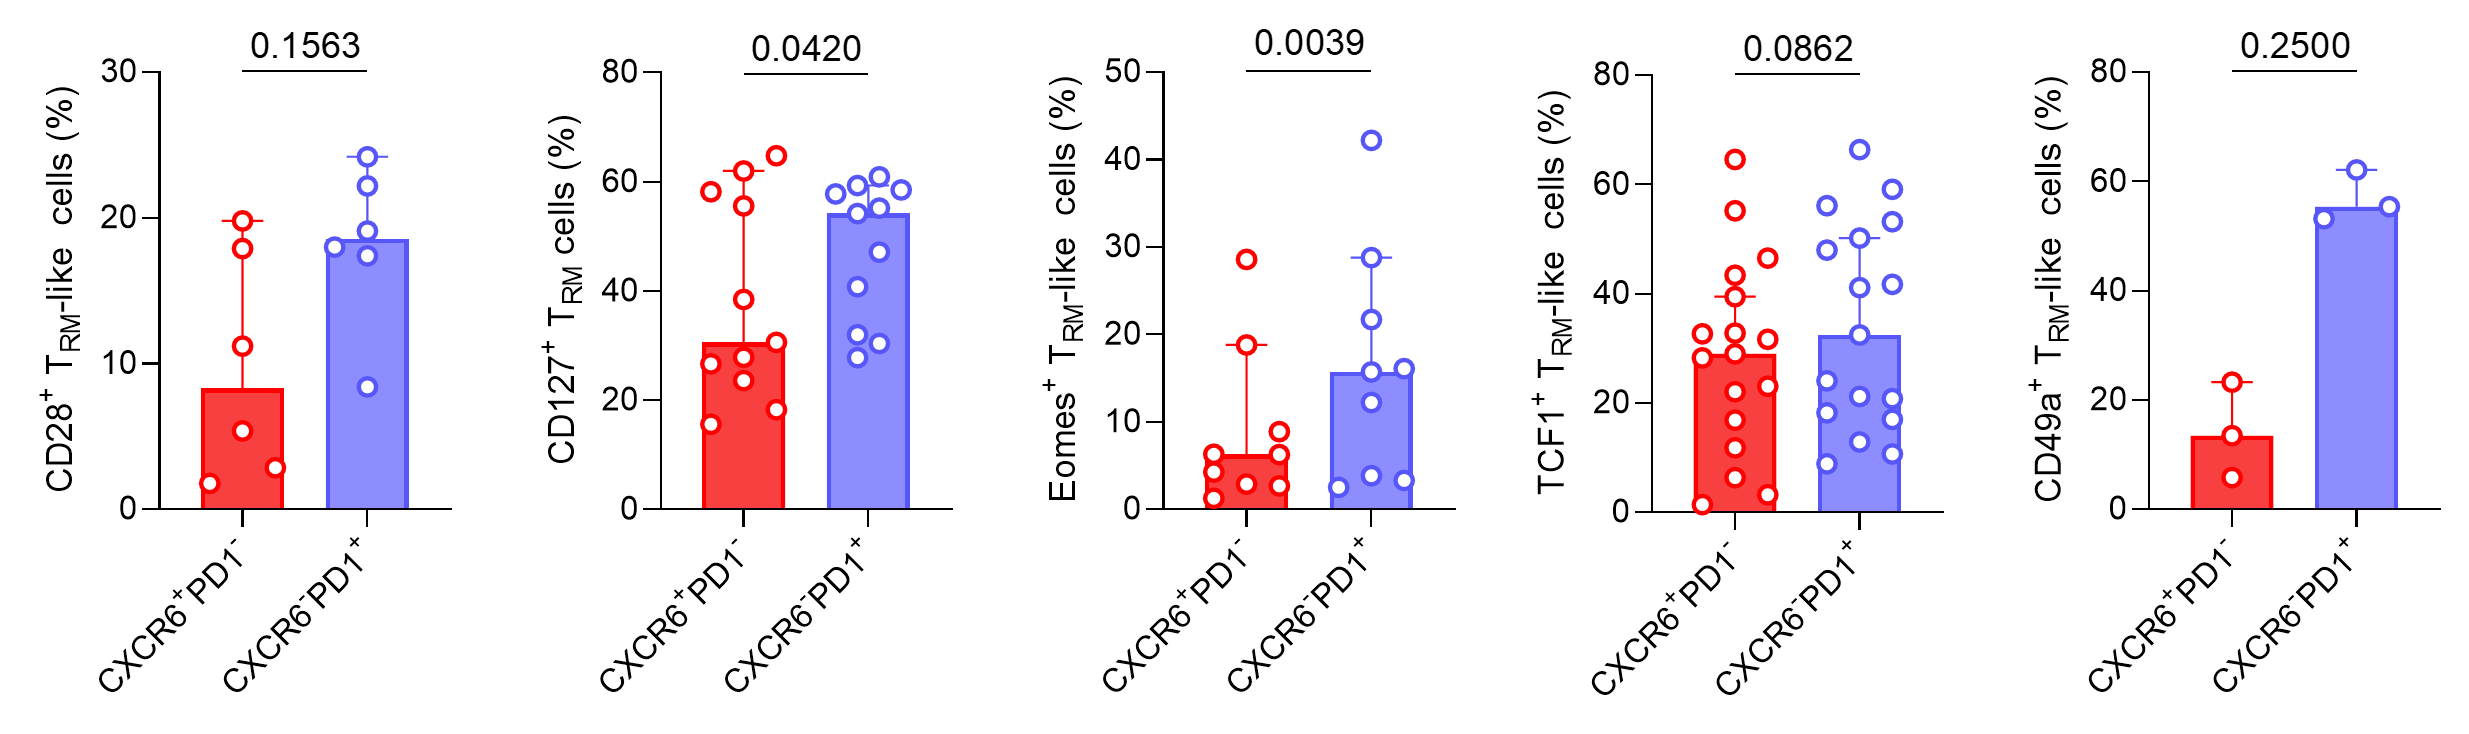 0.1563
CD28+ TRM-like cells (%)
30
20
10
0
CXCR6+PD1-
CXCR6-PD1+
0.0420
CD127+ TRM cells (%)
80
60
40
20
0
CXCR6+PD1-
CXCR6-PD1+
0.0039
Eomes+ TRM-like cells (%)
50
40
30
20
10
0
CXCR6+PD1-
CXCR6-PD1+
0.0862
TCF1+ TRM-like cells (%)
80
60
40
20
0
CXCR6+PD1-
CXCR6-PD1+
0.2500
CD49a+ TRM-like cells (%)
80
60
40
20
0
CXCR6+PD1-
CXCR6-PD1+